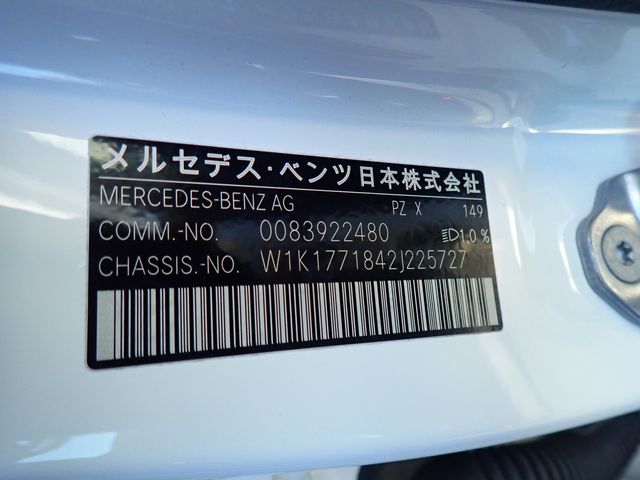 メルセデス・ベンツ日本株式会社
MERCEDES-BENZ AG PZ X 149
COMM.-NO. 0083922480 1.0 %
CHASSIS.-NO. W1K1771842J225727